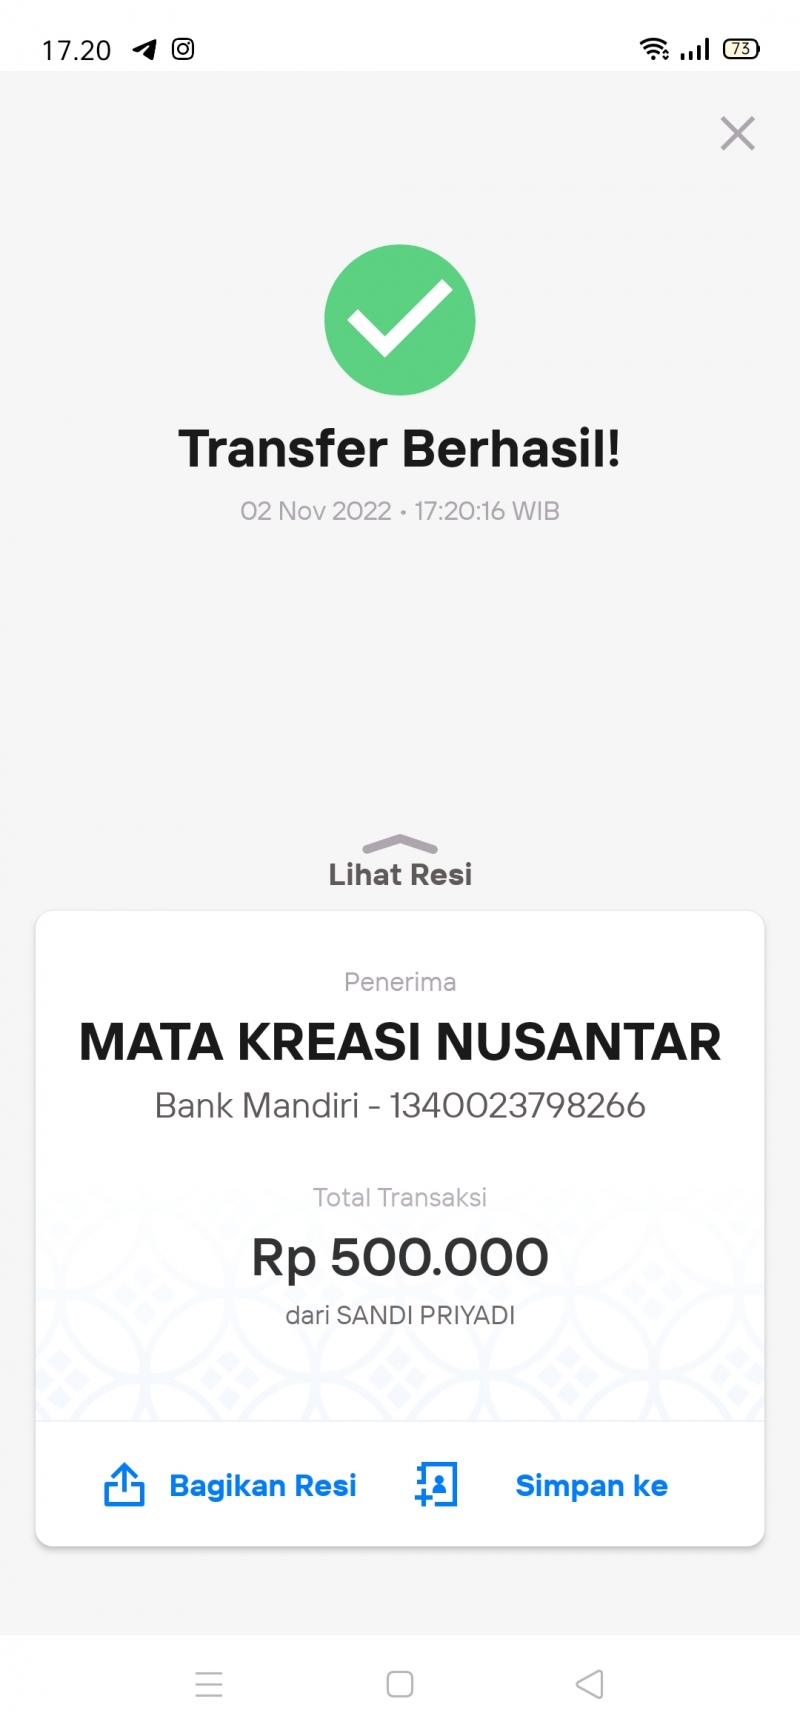 17.20
73
Transfer Berhasil!
02 Nov 2022 • 17:20:16 WIB
Lihat Resi
Penerima
MATA KREASI NUSANTAR
Bank Mandiri - 1340023798266
Total Transaksi
Rp 500.000
dari SANDI PRIYADI
Bagikan Resi
Simpan ke